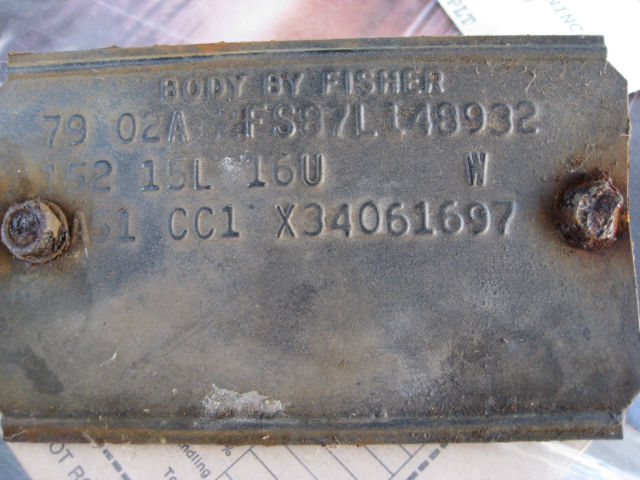 BODY BY FISHER
79 02A FS87L148932
152 15L 16U W
A51 CC1 X34061697